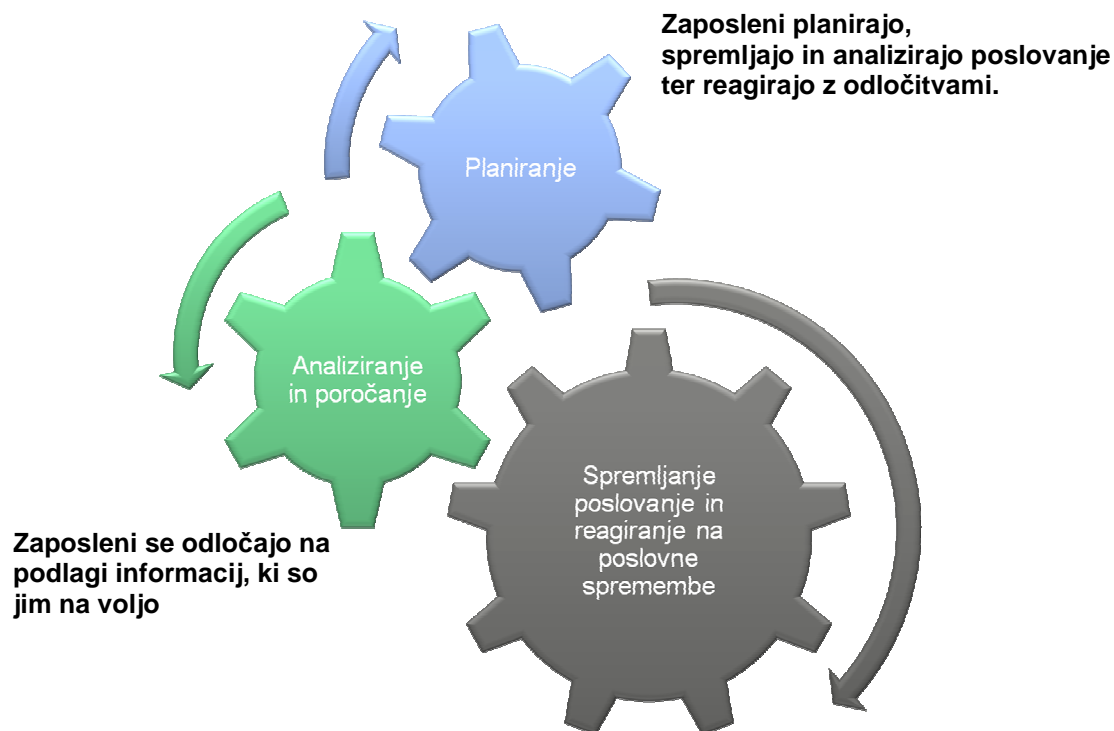 Zaposleni planirajo,
spremljajo in analizirajo poslovanje
ter reagirajo z odločitvami.
Planiranje
Analiziranje
in poročanje
Spremljanje
poslovanje in
reagiranje na
poslovne
spremembe
Zaposleni se odločajo na
podlagi informacij, ki so
jim na voljo